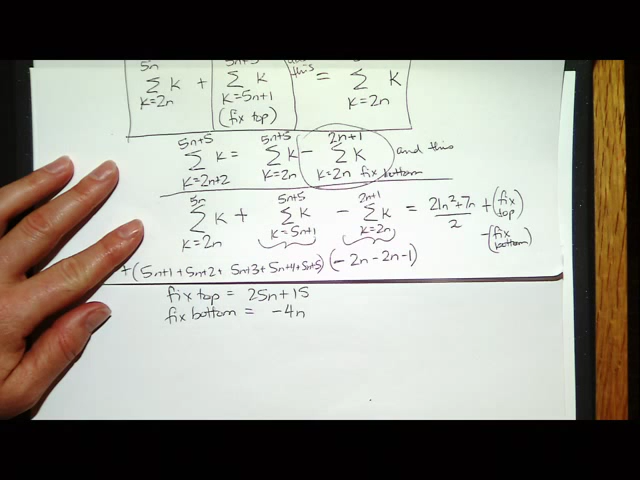 5n 5n+5
Σ k + Σ k = Σ k
k=2n k=5n+1 k=2n
(fix top)
5n+5 5n+5 2n+1
Σ k = Σ k - Σ k and this
k=2n+2 k=2n k=2n fix bottom
5n 5n+5 2n+1
Σ k + Σ k - Σ k = 21n²+7n / 2 + (fix top)
k=2n k=5n+1 k=2n - (fix bottom)
+(5n+1+5n+2+ 5n+3+5n+4+5n+5) (-2n-2n-1)
fix top = 25n+15
fix bottom = -4n